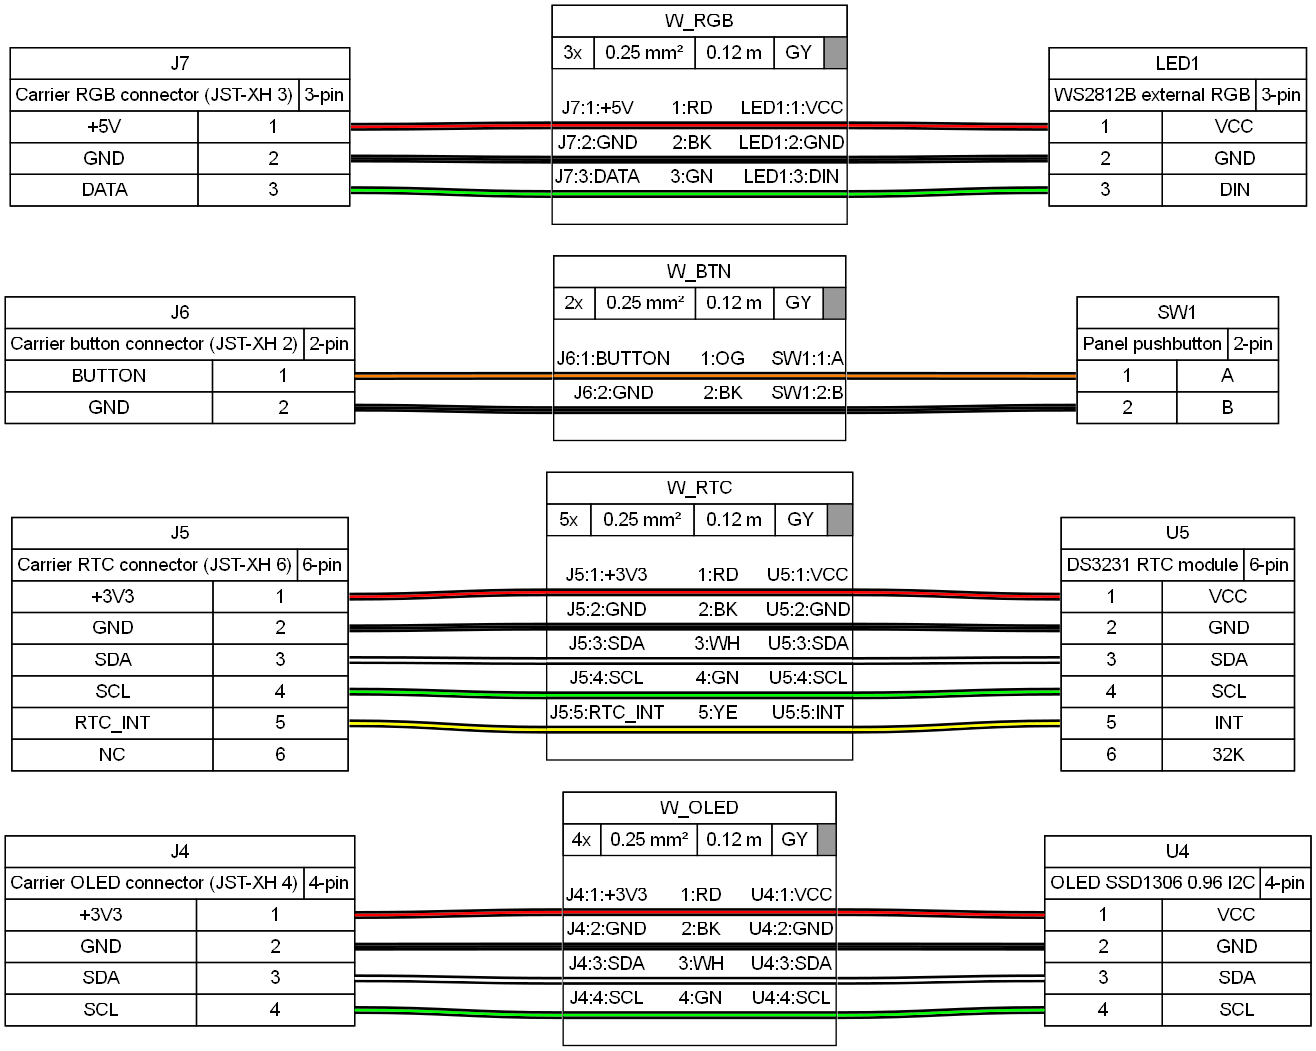 W_RGB
3x 0.25 mm² 0.12 m GY
J7
Carrier RGB connector (JST-XH 3) 3-pin
+5V 1
GND 2
DATA 3
J7:1:+5V 1:RD LED1:1:VCC
J7:2:GND 2:BK LED1:2:GND
J7:3:DATA 3:GN LED1:3:DIN
LED1
WS2812B external RGB 3-pin
1 VCC
2 GND
3 DIN
W_BTN
2x 0.25 mm² 0.12 m GY
J6
Carrier button connector (JST-XH 2) 2-pin
BUTTON 1
GND 2
J6:1:BUTTON 1:OG SW1:1:A
J6:2:GND 2:BK SW1:2:B
SW1
Panel pushbutton 2-pin
1 A
2 B
W_RTC
5x 0.25 mm² 0.12 m GY
J5
Carrier RTC connector (JST-XH 6) 6-pin
+3V3 1
GND 2
SDA 3
SCL 4
RTC_INT 5
NC 6
J5:1:+3V3 1:RD U5:1:VCC
J5:2:GND 2:BK U5:2:GND
J5:3:SDA 3:WH U5:3:SDA
J5:4:SCL 4:GN U5:4:SCL
J5:5:RTC_INT 5:YE U5:5:INT
U5
DS3231 RTC module 6-pin
1 VCC
2 GND
3 SDA
4 SCL
5 INT
6 32K
W_OLED
4x 0.25 mm² 0.12 m GY
J4
Carrier OLED connector (JST-XH 4) 4-pin
+3V3 1
GND 2
SDA 3
SCL 4
J4:1:+3V3 1:RD U4:1:VCC
J4:2:GND 2:BK U4:2:GND
J4:3:SDA 3:WH U4:3:SDA
J4:4:SCL 4:GN U4:4:SCL
U4
OLED SSD1306 0.96 I2C 4-pin
1 VCC
2 GND
3 SDA
4 SCL